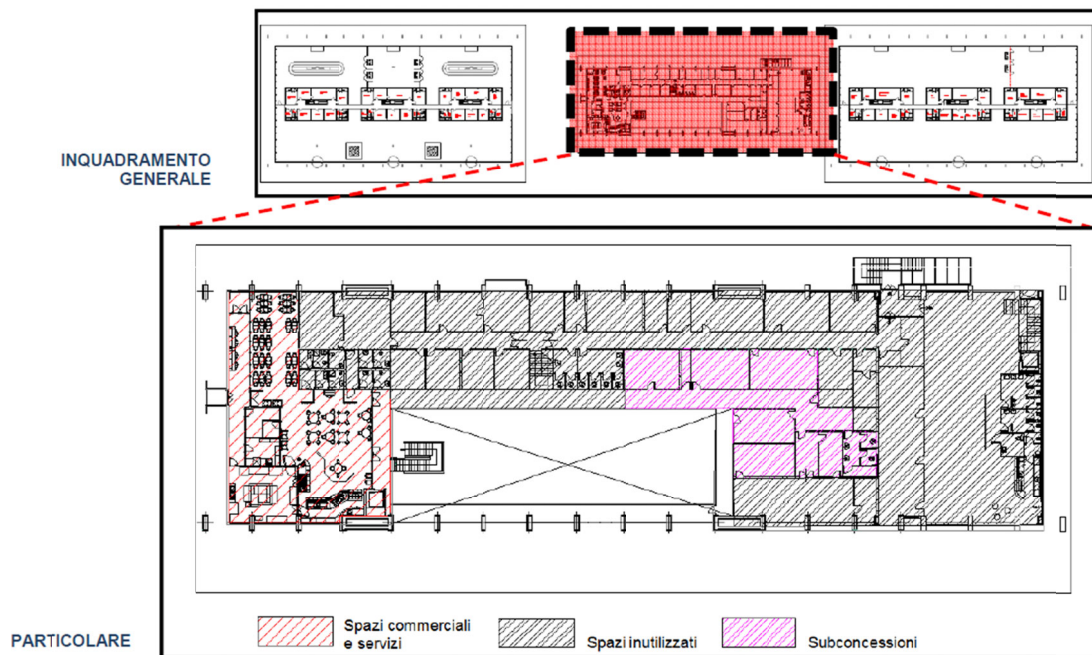 INQUADRAMENTO
GENERALE
PARTICOLARE
Spazi commerciali
e servizi
Spazi inutilizzati
Subconcessioni